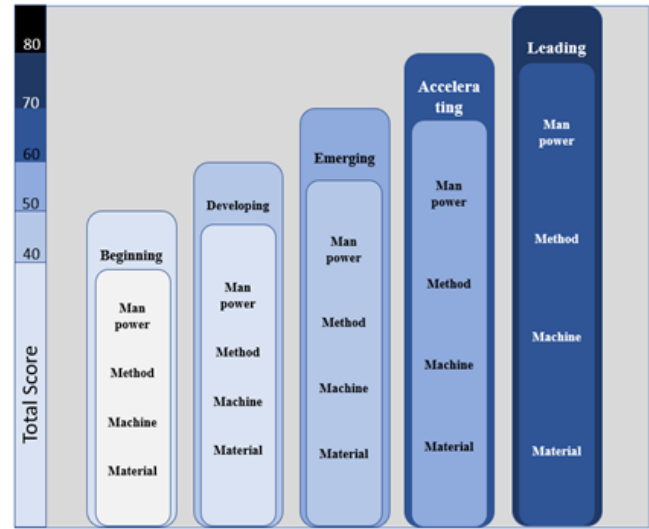 80
70
60
50
40
Total Score
Beginning
Man
power
Method
Machine
Material
Developing
Man
power
Method
Machine
Material
Emerging
Man
power
Method
Machine
Material
Accelera
ting
Man
power
Method
Machine
Material
Leading
Man
power
Method
Machine
Material